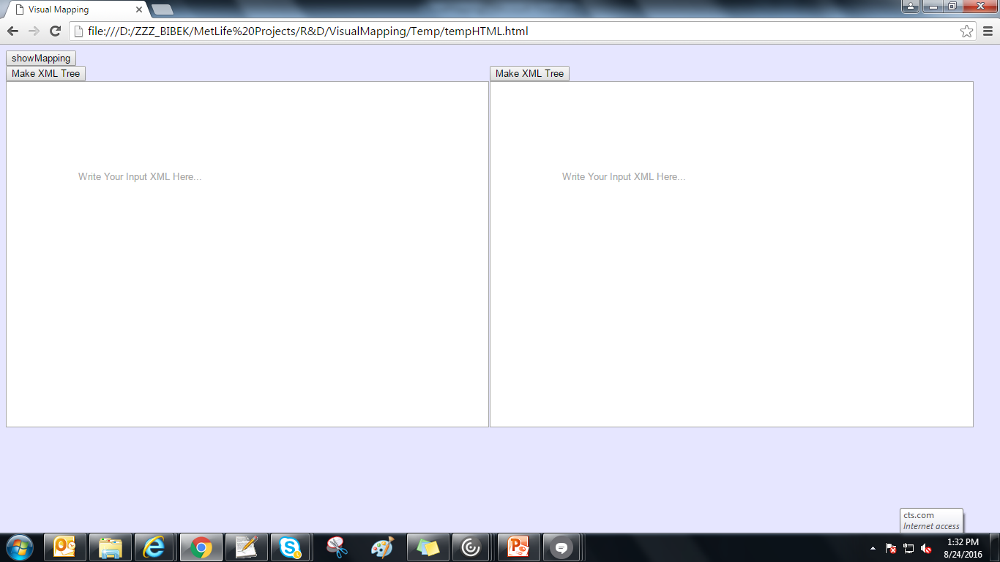 Visual Mapping
file:///D:/ZZZ_BIBEK/MetLife%20Projects/R&D/VisualMapping/Temp/tempHTML.html
showMapping
Make XML Tree
Make XML Tree
Write Your Input XML Here...
Write Your Input XML Here...
cts.com
Internet access
1:32 PM
8/24/2016